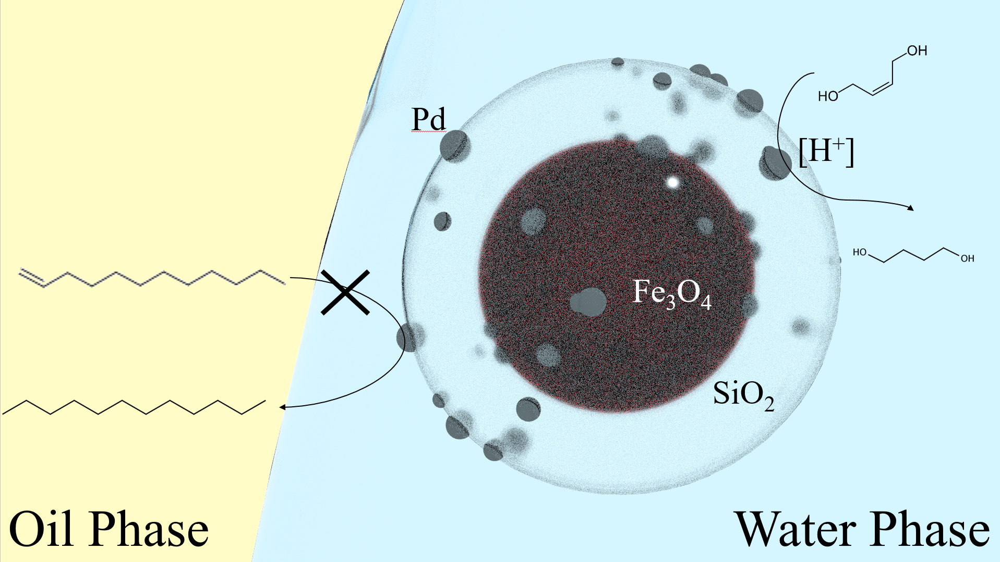 OH
HO
Pd
[H⁺]
HO
OH
Fe₃O₄
SiO₂
Oil Phase
Water Phase